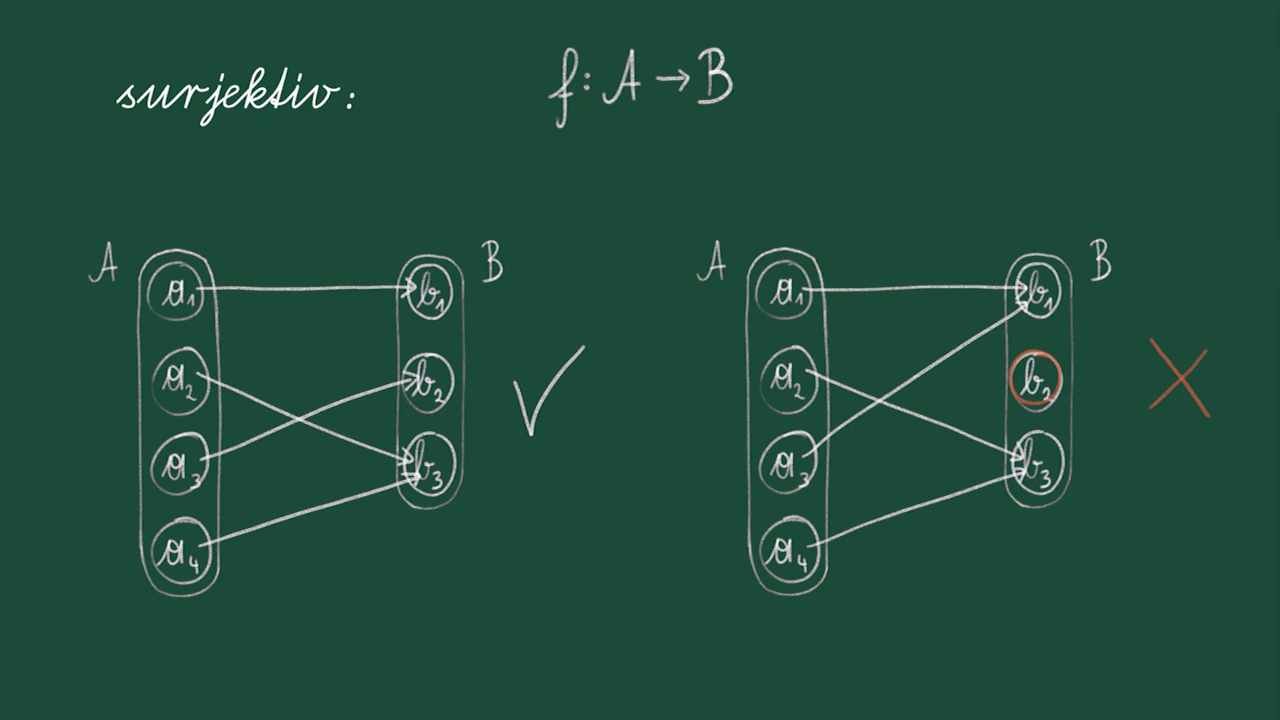 surjektiv: f: A → B
A B A B
a₁ b₁ a₁ b₁
a₂ b₂ a₂ b₂
a₃ b₃ a₃ b₃
a₄ a₄